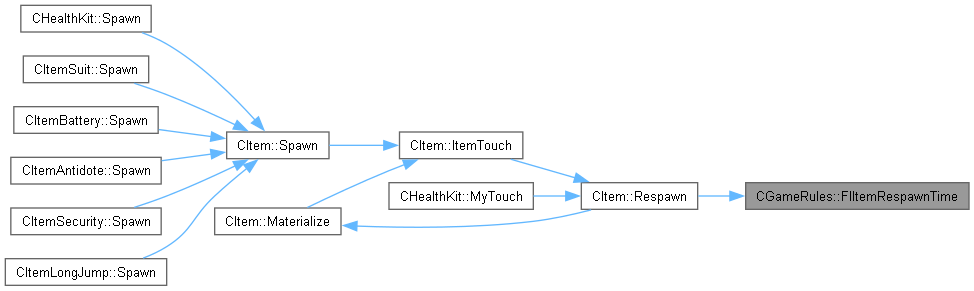 CHealthKit::Spawn
CItemSuit::Spawn
CItemBattery::Spawn
CItemAntidote::Spawn
CItemSecurity::Spawn
CItemLongJump::Spawn
CItem::Spawn
CItem::ItemTouch
CItem::Materialize
CHealthKit::MyTouch
CItem::Respawn
CGameRules::FlItemRespawnTime